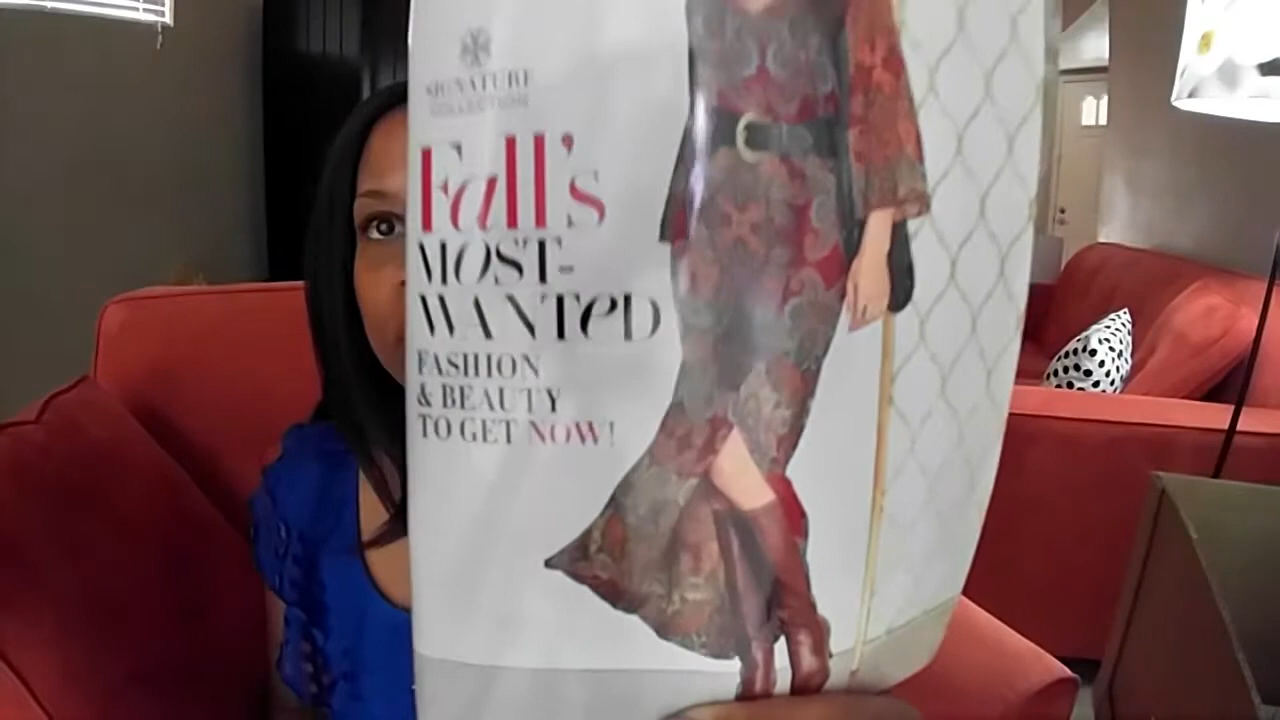 SIGNATURE
COLLECTION
Fall's
MOST-
WANTeD
FASHION
& BEAUTY
TO GET NOW!